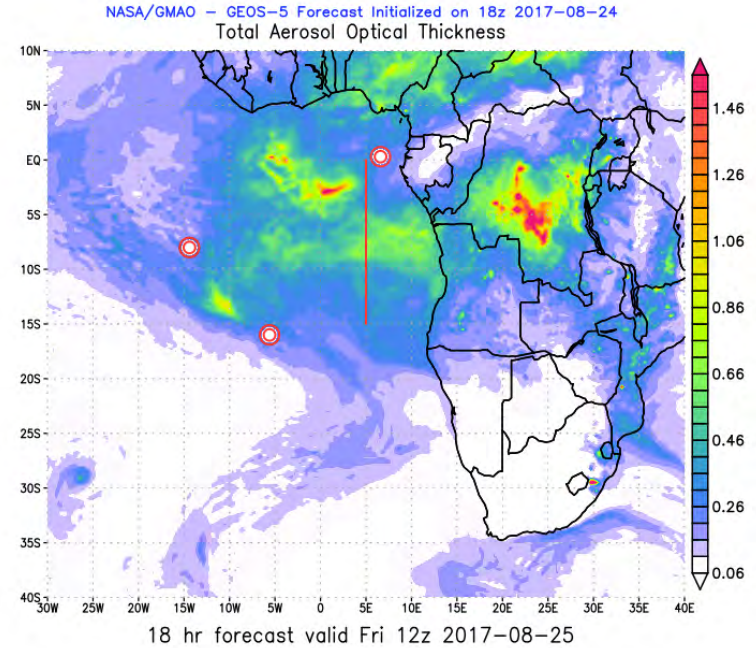 NASA/GMAO − GEOS−5 Forecast Initialized on 18z 2017−08−24
Total Aerosol Optical Thickness
10N
5N
EQ
5S
10S
15S
20S
25S
30S
35S
40S
30W 25W 20W 15W 10W 5W 0 5E 10E 15E 20E 25E 30E 35E 40E
1.46
1.26
1.06
0.86
0.66
0.46
0.26
0.06
18 hr forecast valid Fri 12z 2017−08−25